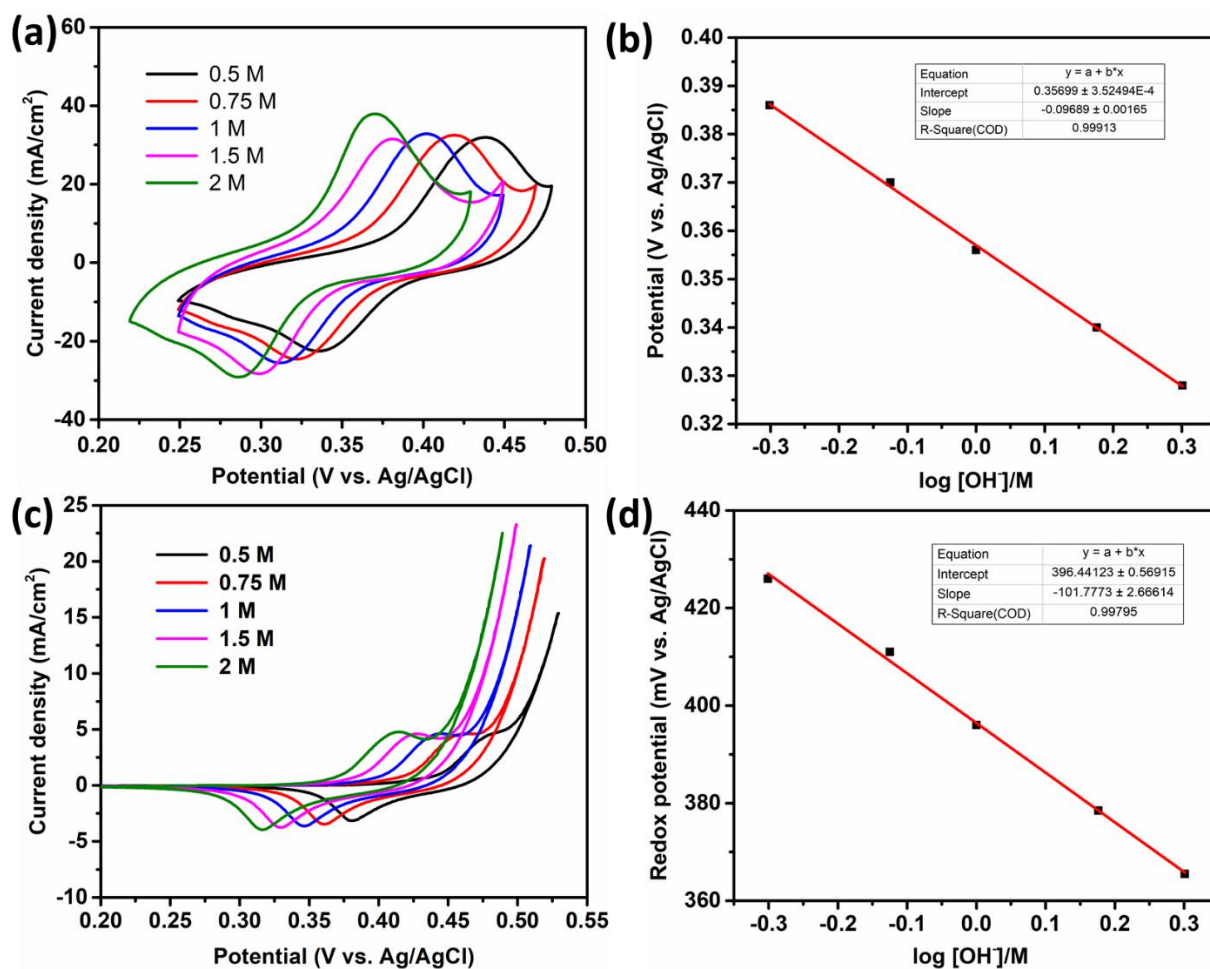 (a)
60
40
20
0
-20
-40
Current density (mA/cm²)
0.5 M
0.75 M
1 M
1.5 M
2 M
0.20 0.25 0.30 0.35 0.40 0.45 0.50
Potential (V vs. Ag/AgCl)
(b)
0.40
0.39
0.38
0.37
0.36
0.35
0.34
0.33
0.32
Potential (V vs. Ag/AgCl)
Equation y = a + b*x
Intercept 0.35699 ± 3.52494E-4
Slope -0.09689 ± 0.00165
R-Square(COD) 0.99913
-0.3 -0.2 -0.1 0.0 0.1 0.2 0.3
log [OH⁻]/M
(c)
25
20
15
10
5
0
-5
-10
Current density (mA/cm²)
0.5 M
0.75 M
1 M
1.5 M
2 M
0.20 0.25 0.30 0.35 0.40 0.45 0.50 0.55
Potential (V vs. Ag/AgCl)
(d)
440
420
400
380
360
Redox potential (mV vs. Ag/AgCl)
Equation y = a + b*x
Intercept 396.44123 ± 0.56915
Slope -101.7773 ± 2.66614
R-Square(COD) 0.99795
-0.3 -0.2 -0.1 0.0 0.1 0.2 0.3
log [OH⁻]/M